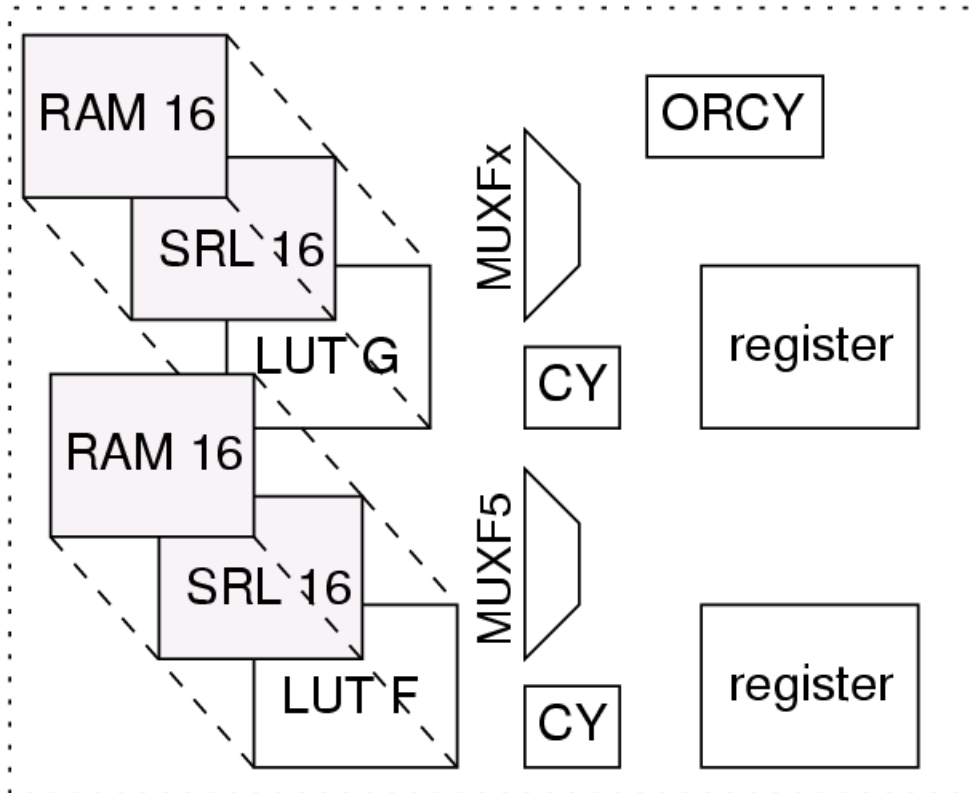 RAM 16
SRL 16
LUT G
MUXFx
ORCY
CY
register
RAM 16
SRL 16
LUT F
MUXF5
CY
register